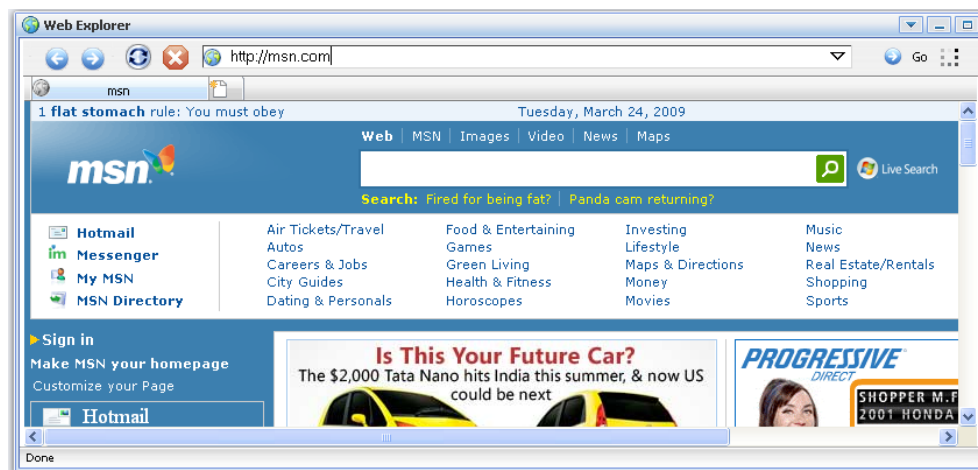 Web Explorer
http://msn.com
Go
msn
1 flat stomach rule: You must obey
Tuesday, March 24, 2009
Web | MSN | Images | Video | News | Maps
msn
Live Search
Search: Fired for being fat? | Panda cam returning?
Hotmail
Messenger
My MSN
MSN Directory
Air Tickets/Travel
Autos
Careers & Jobs
City Guides
Dating & Personals
Food & Entertaining
Games
Green Living
Health & Fitness
Horoscopes
Investing
Lifestyle
Maps & Directions
Money
Movies
Music
News
Real Estate/Rentals
Shopping
Sports
Sign in
Make MSN your homepage
Customize your Page
Hotmail
Is This Your Future Car?
The $2,000 Tata Nano hits India this summer, & now US
could be next
PROGRESSIVE
DIRECT
SHOPPER M.F
2001 HONDA
Done